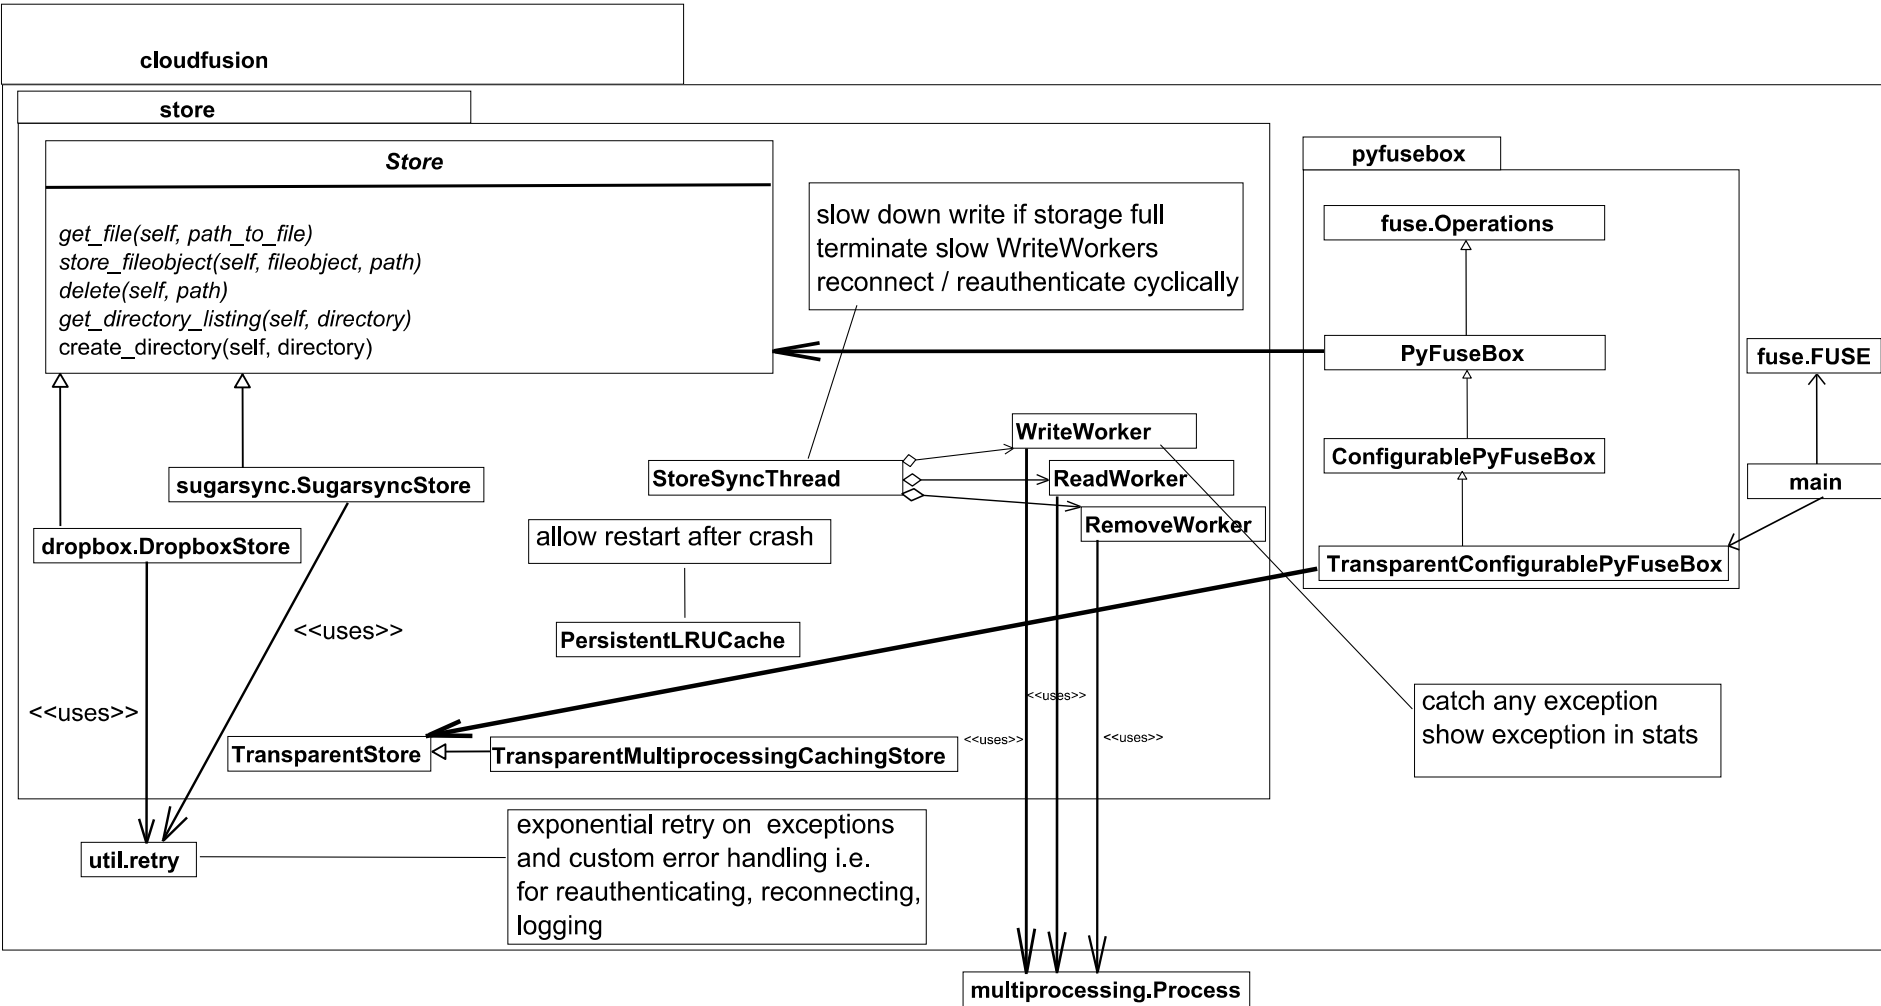 cloudfusion
store
Store
get_file(self, path_to_file)
store_fileobject(self, fileobject, path)
delete(self, path)
get_directory_listing(self, directory)
create_directory(self, directory)
slow down write if storage full
terminate slow WriteWorkers
reconnect / reauthenticate cyclically
pyfusebox
fuse.Operations
PyFuseBox
fuse.FUSE
ConfigurablePyFuseBox
main
TransparentConfigurablePyFuseBox
WriteWorker
StoreSyncThread
ReadWorker
RemoveWorker
sugarsync.SugarsyncStore
dropbox.DropboxStore
allow restart after crash
PersistentLRUCache
<<uses>>
<<uses>>
<<uses>>
<<uses>>
<<uses>>
catch any exception
show exception in stats
TransparentStore
TransparentMultiprocessingCachingStore
util.retry
exponential retry on  exceptions
and custom error handling i.e.
for reauthenticating, reconnecting,
logging
multiprocessing.Process